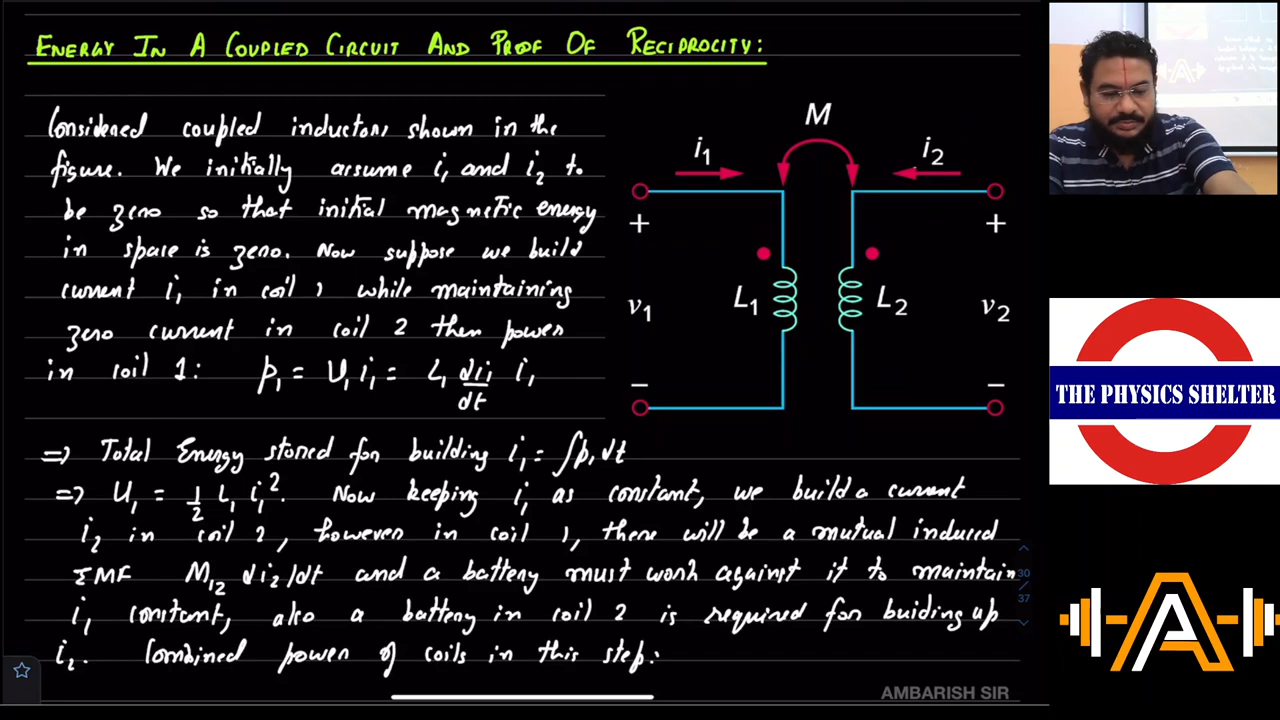 ENERGY IN A COUPLED CIRCUIT AND PROOF OF RECIPROCITY:
Considered coupled inductors shown in the
figure. We initially assume i₁ and i₂ to
be zero so that initial magnetic energy
in space is zero. Now suppose we build
current i₁ in coil 1 while maintaining
zero current in coil 2 then power
in coil 1: p₁ = v₁ i₁ = L₁ di₁/dt i₁
⇒ Total Energy stored for building i₁ = ∫p₁ dt
⇒ U₁ = 1/2 L₁ i₁². Now keeping i₁ as constant, we build a current
i₂ in coil 2, however in coil 1, there will be a mutual induced
EMF M₁₂ di₂/dt and a battery must work against it to maintain
i₁ constant, also a battery in coil 2 is required for buiding up
i₂. Combined power of coils in this step:
M
i₁ i₂
+ +
v₁ L₁ L₂ v₂
− −
THE PHYSICS SHELTER
A
30
/
37
AMBARISH SIR